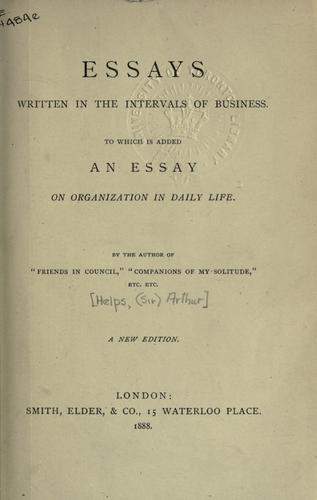 H484e
ESSAYS
WRITTEN IN THE INTERVALS OF BUSINESS.
TO WHICH IS ADDED
AN ESSAY
ON ORGANIZATION IN DAILY LIFE.
BY THE AUTHOR OF
"FRIENDS IN COUNCIL," "COMPANIONS OF MY SOLITUDE,"
ETC. ETC.
[Helps, (Sir) Arthur]
A NEW EDITION.
LONDON:
SMITH, ELDER, & CO., 15 WATERLOO PLACE.
1888.